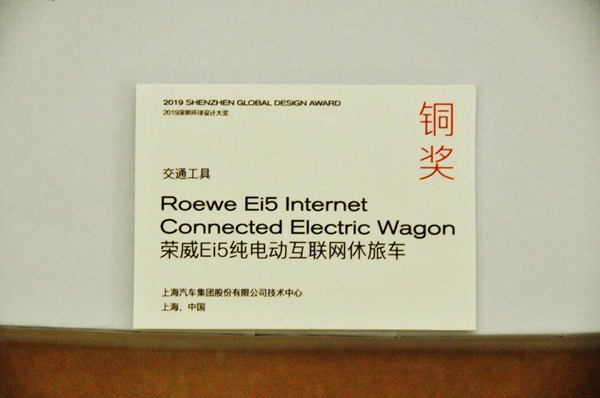 2019 SHENZHEN GLOBAL DESIGN AWARD
2019深圳环球设计大奖
铜奖
交通工具
Roewe Ei5 Internet
Connected Electric Wagon
荣威Ei5纯电动互联网休旅车
上海汽车集团股份有限公司技术中心
上海，中国